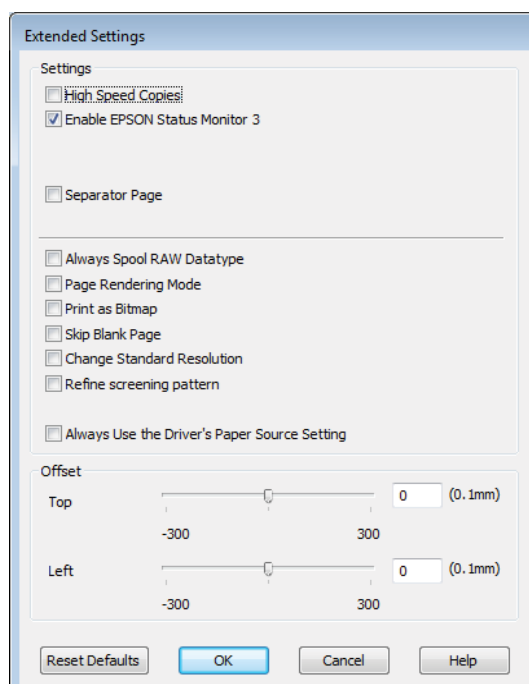 Extended Settings
Settings
High Speed Copies
Enable EPSON Status Monitor 3
Separator Page
Always Spool RAW Datatype
Page Rendering Mode
Print as Bitmap
Skip Blank Page
Change Standard Resolution
Refine screening pattern
Always Use the Driver's Paper Source Setting
Offset
Top 0 (0.1mm)
-300 300
Left 0 (0.1mm)
-300 300
Reset Defaults OK Cancel Help